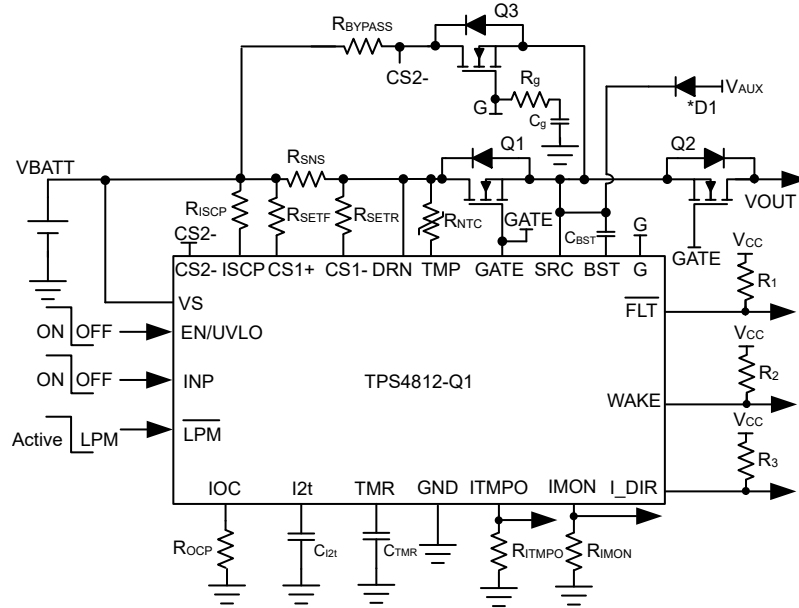 Q3
RBYPASS
CS2-
Rg
G
Cg
VAUX
*D1
VBATT
RSNS
Q1
Q2
VOUT
RISCP
RSETF
RSETR
RNTC
GATE
CBST
G
CS2-
GATE
CS2- ISCP CS1+ CS1- DRN TMP GATE SRC BST G
VCC
R1
VS
FLT
ON OFF
EN/UVLO
VCC
R2
ON OFF
INP
TPS4812-Q1
WAKE
VCC
R3
Active LPM
LPM
IOC I2t TMR GND ITMPO IMON I_DIR
ROCP
CI2t
CTMR
RITMPO
RIMON